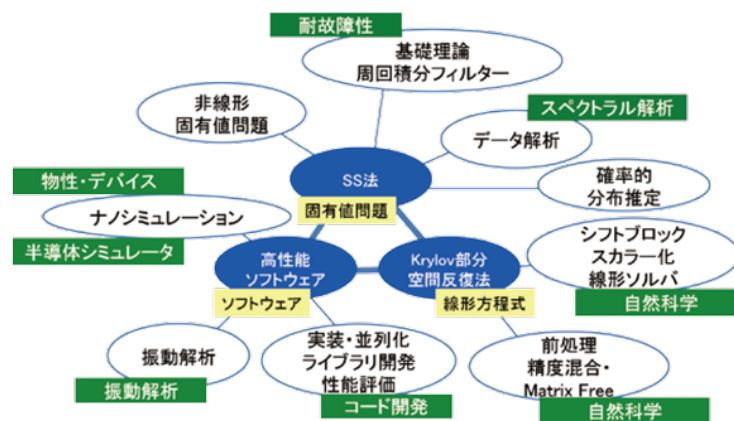 耐故障性
基礎理論
周回積分フィルター
非線形
固有値問題
スペクトラル解析
データ解析
SS法
物性・デバイス
確率的
分布推定
ナノシミュレーション
固有値問題
半導体シミュレータ
高性能
ソフトウェア
Krylov部分
空間反復法
シフトブロック
スカラー化
線形ソルバ
ソフトウェア
線形方程式
自然科学
振動解析
振動解析
実装・並列化
ライブラリ開発
性能評価
コード開発
前処理
精度混合・
Matrix Free
自然科学